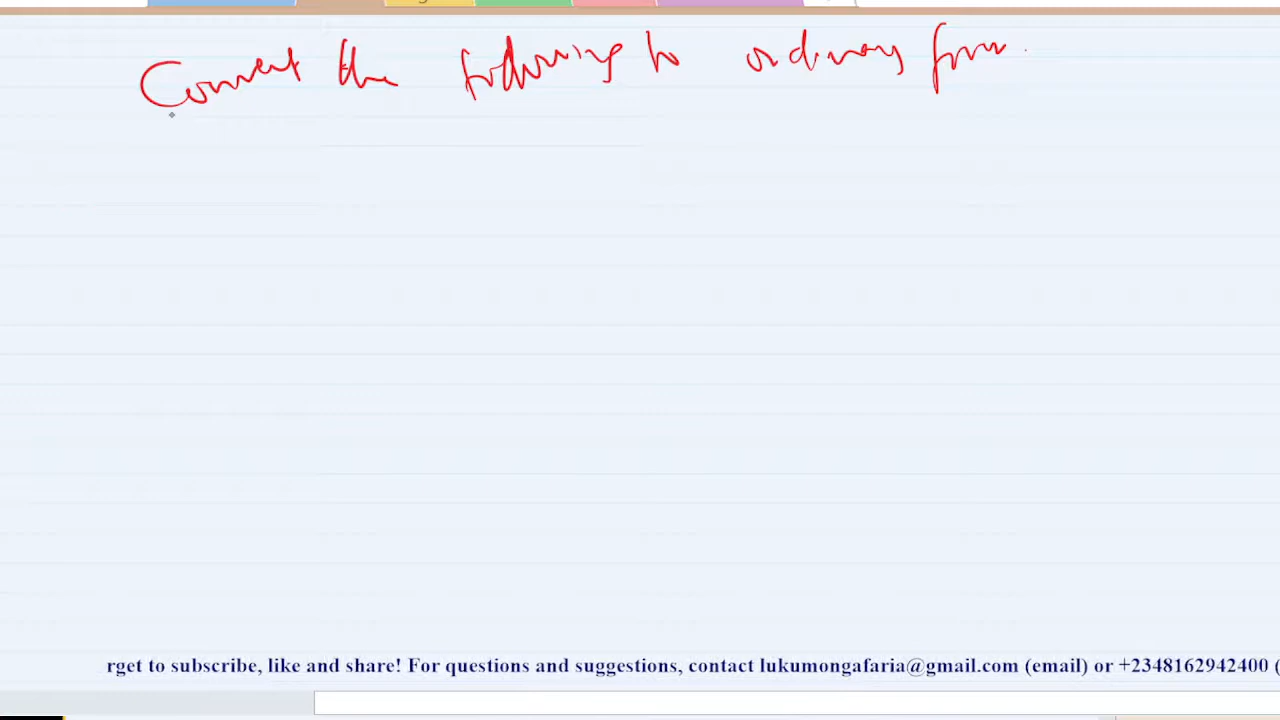 Convert the following to ordinary form.
rget to subscribe, like and share! For questions and suggestions, contact lukumongafaria@gmail.com (email) or +2348162942400 (